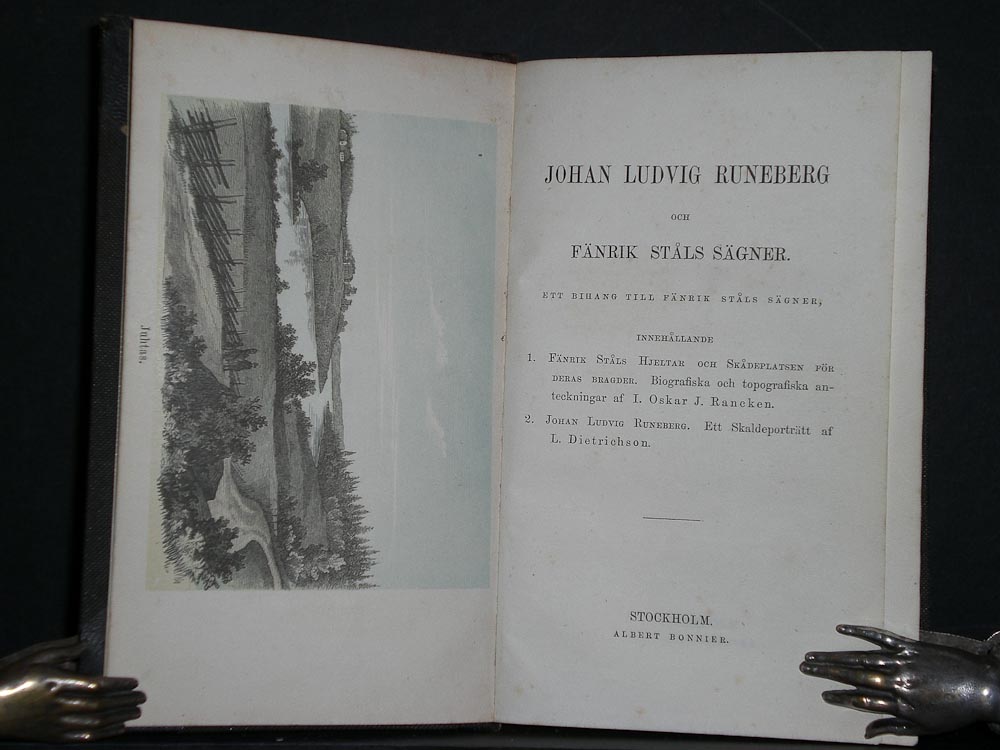 Juhtas.
JOHAN LUDVIG RUNEBERG
OCH
FÄNRIK STÅLS SÄGNER.
ETT BIHANG TILL FÄNRIK STÅLS SÄGNER,
INNEHÅLLANDE
1. FÄNRIK STÅLS HJELTAR OCH SKÅDEPLATSEN FÖR
DERAS BRAGDER. Biografiska och topografiska an-
teckningar af I. Oskar J. Rancken.
2. JOHAN LUDVIG RUNEBERG. Ett Skaldeporträtt af
L. Dietrichson.
STOCKHOLM.
ALBERT BONNIER.